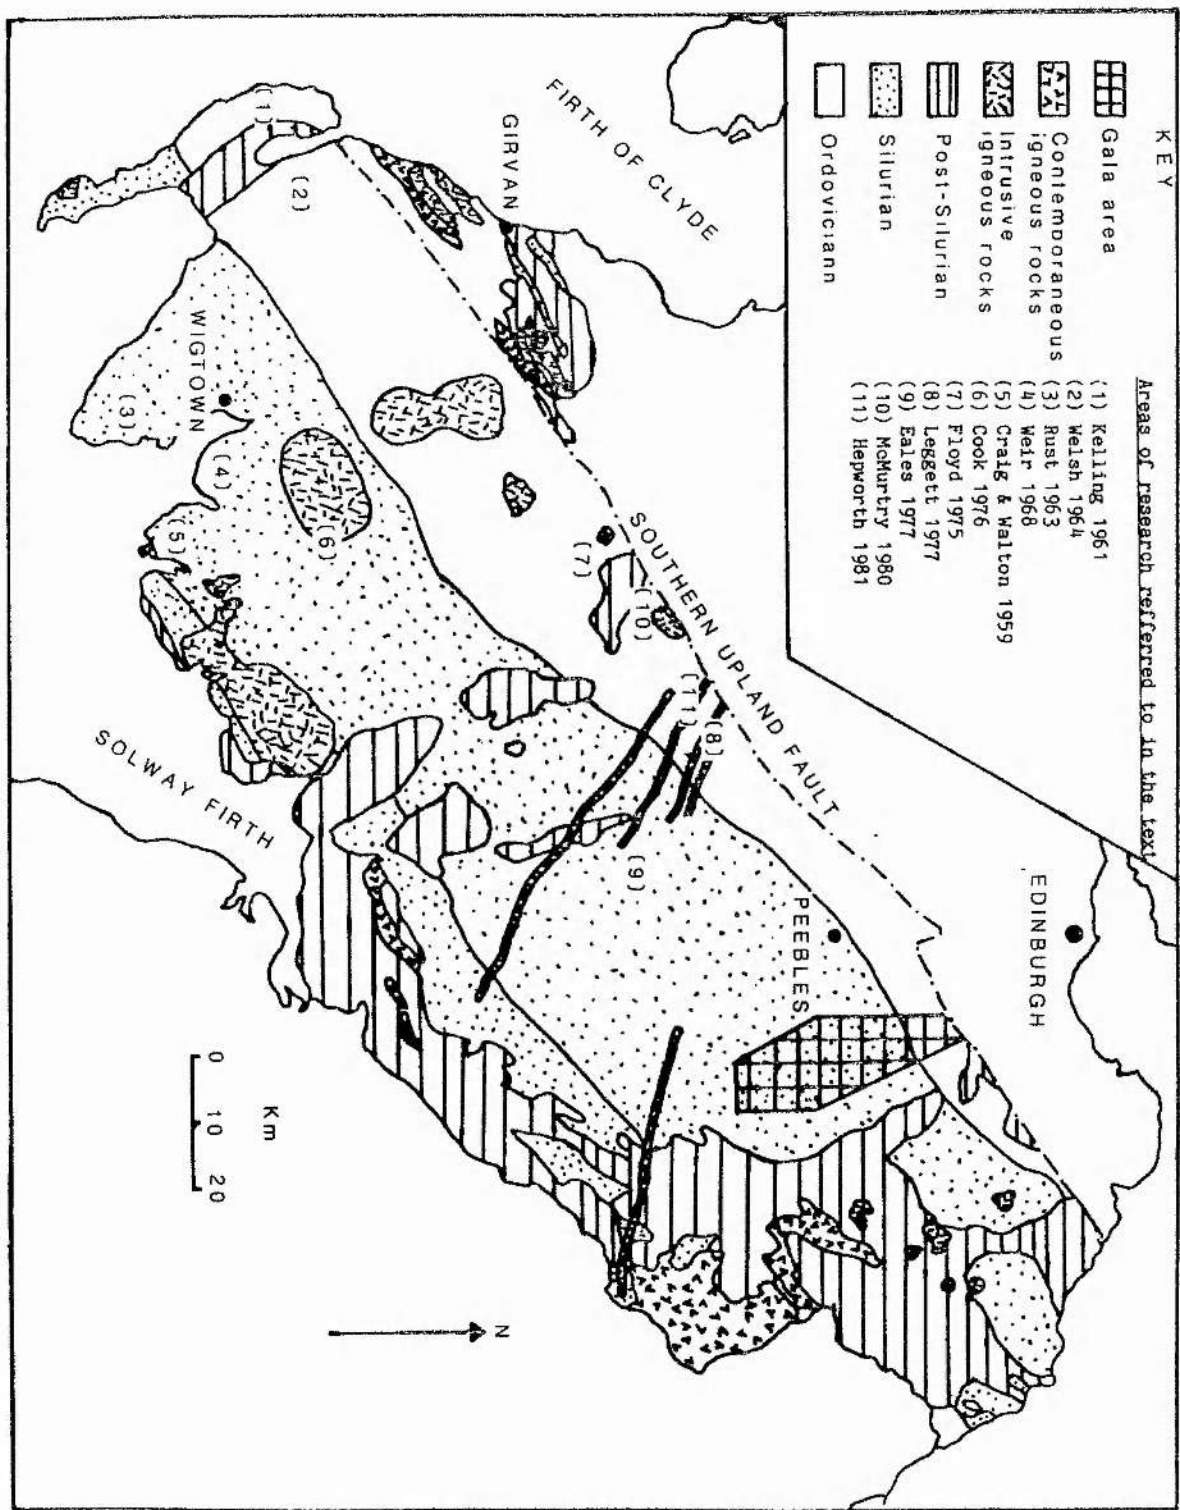 KEY
Gala area
Contemporaneous
igneous rocks
Intrusive
igneous rocks
Post-Silurian
Silurian
Ordoviciann
Areas of research referred to in the text
(1) Kelling 1961
(2) Welsh 1964
(3) Rust 1963
(4) Weir 1968
(5) Craig & Walton 1959
(6) Cook 1976
(7) Floyd 1975
(8) Leggett 1977
(9) Eales 1977
(10) McMurtry 1980
(11) Hepworth 1981
EDINBURGH
FIRTH OF CLYDE
GIRVAN
SOUTHERN UPLAND FAULT
PEEBLES
(1)
(2)
(7)
(10)
(11)
(8)
(9)
WIGTOWN
(3)
(4)
(6)
(5)
SOLWAY FIRTH
N
Km
0 10 20